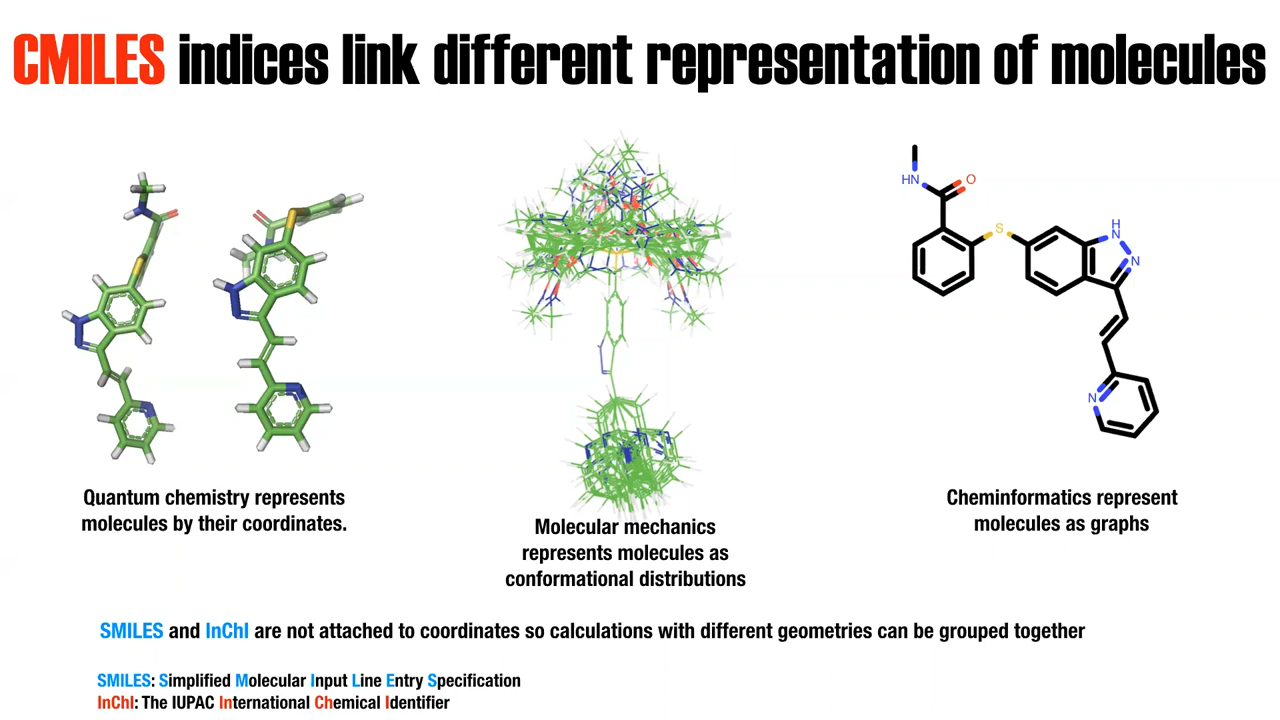 CMILES indices link different representation of molecules
HN
O
S
H
N
N
N
Quantum chemistry represents
molecules by their coordinates.
Molecular mechanics
represents molecules as
conformational distributions
Cheminformatics represent
molecules as graphs
SMILES and InChI are not attached to coordinates so calculations with different geometries can be grouped together
SMILES: Simplified Molecular Input Line Entry Specification
InChI: The IUPAC International Chemical Identifier